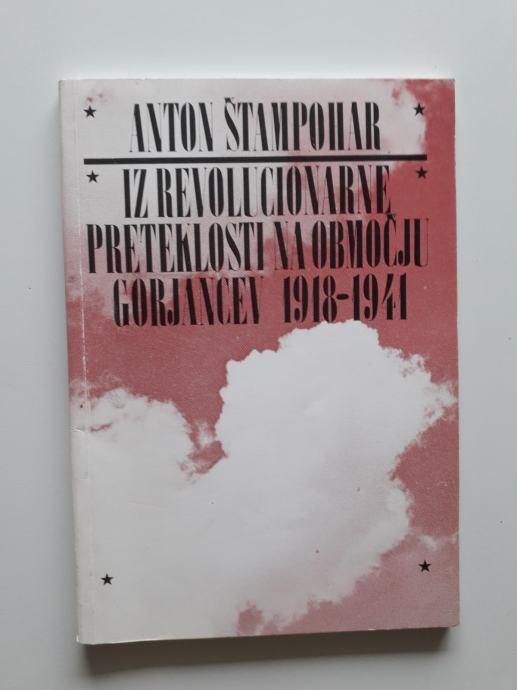 ANTON ŠTAMPOHAR
IZ REVOLUCIONARNE
PRETEKLOSTI NA OBMOČJU
GORJANCEV 1918-1941